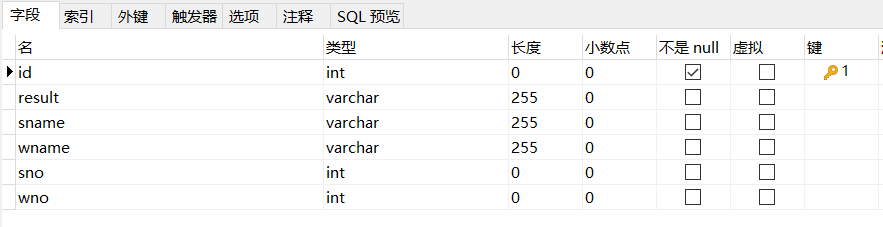 字段 索引 外键 触发器 选项 注释 SQL 预览
名 类型 长度 小数点 不是 null 虚拟 键
id int 0 0 1
result varchar 255 0
sname varchar 255 0
wname varchar 255 0
sno int 0 0
wno int 0 0